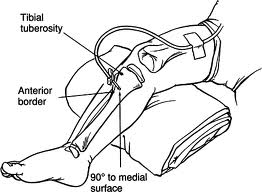 Tibial
tuberosity
Anterior
border
90° to medial
surface